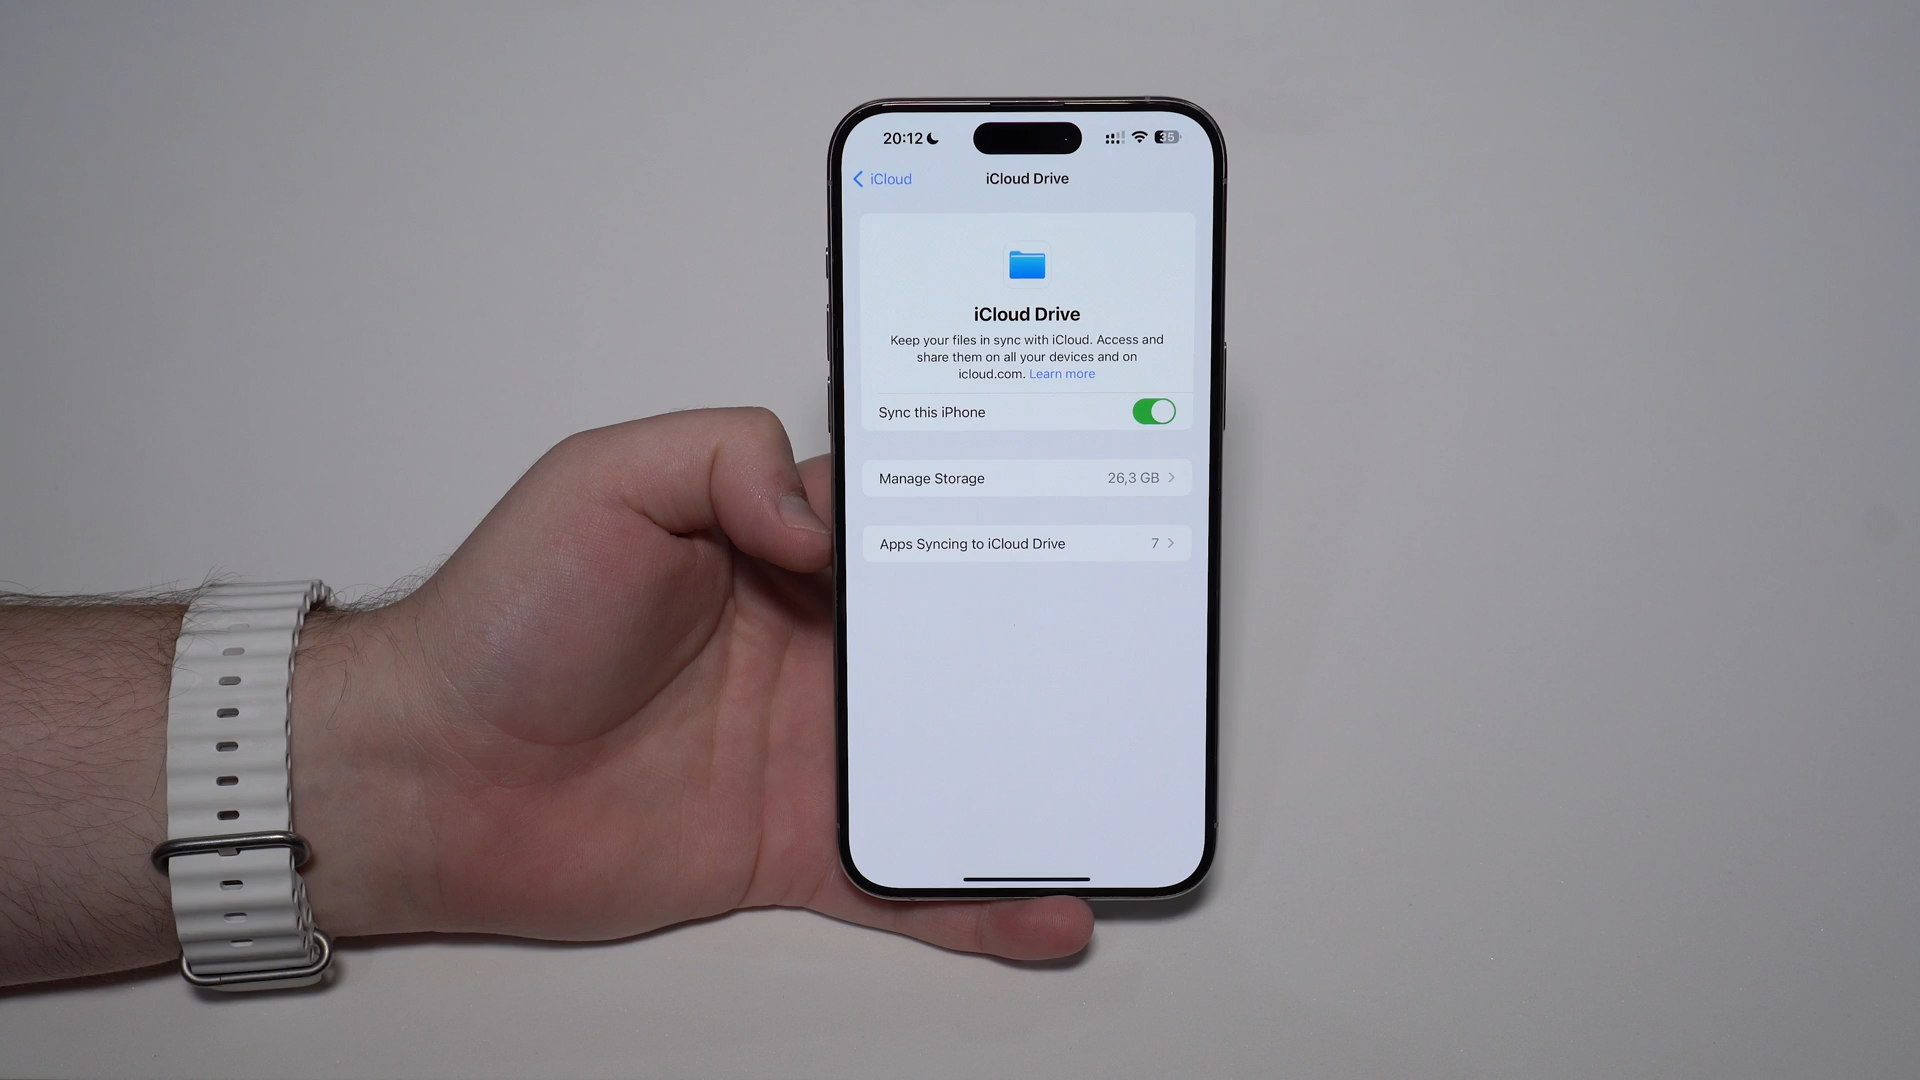 20:12
35
iCloud
iCloud Drive
iCloud Drive
Keep your files in sync with iCloud. Access and
share them on all your devices and on
icloud.com. Learn more
Sync this iPhone
Manage Storage 26,3 GB
Apps Syncing to iCloud Drive 7